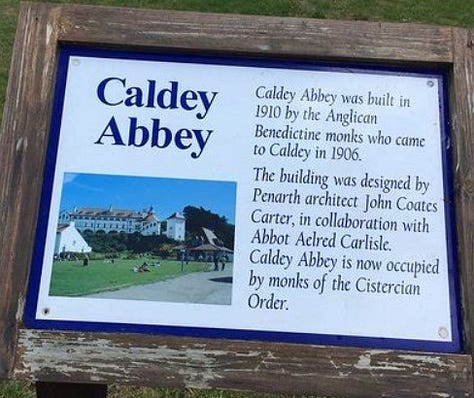 Caldey
Abbey
Caldey Abbey was built in
1910 by the Anglican
Benedictine monks who came
to Caldey in 1906.
The building was designed by
Penarth architect John Coates
Carter, in collaboration with
Abbot Aelred Carlisle.
Caldey Abbey is now occupied
by monks of the Cistercian
Order.